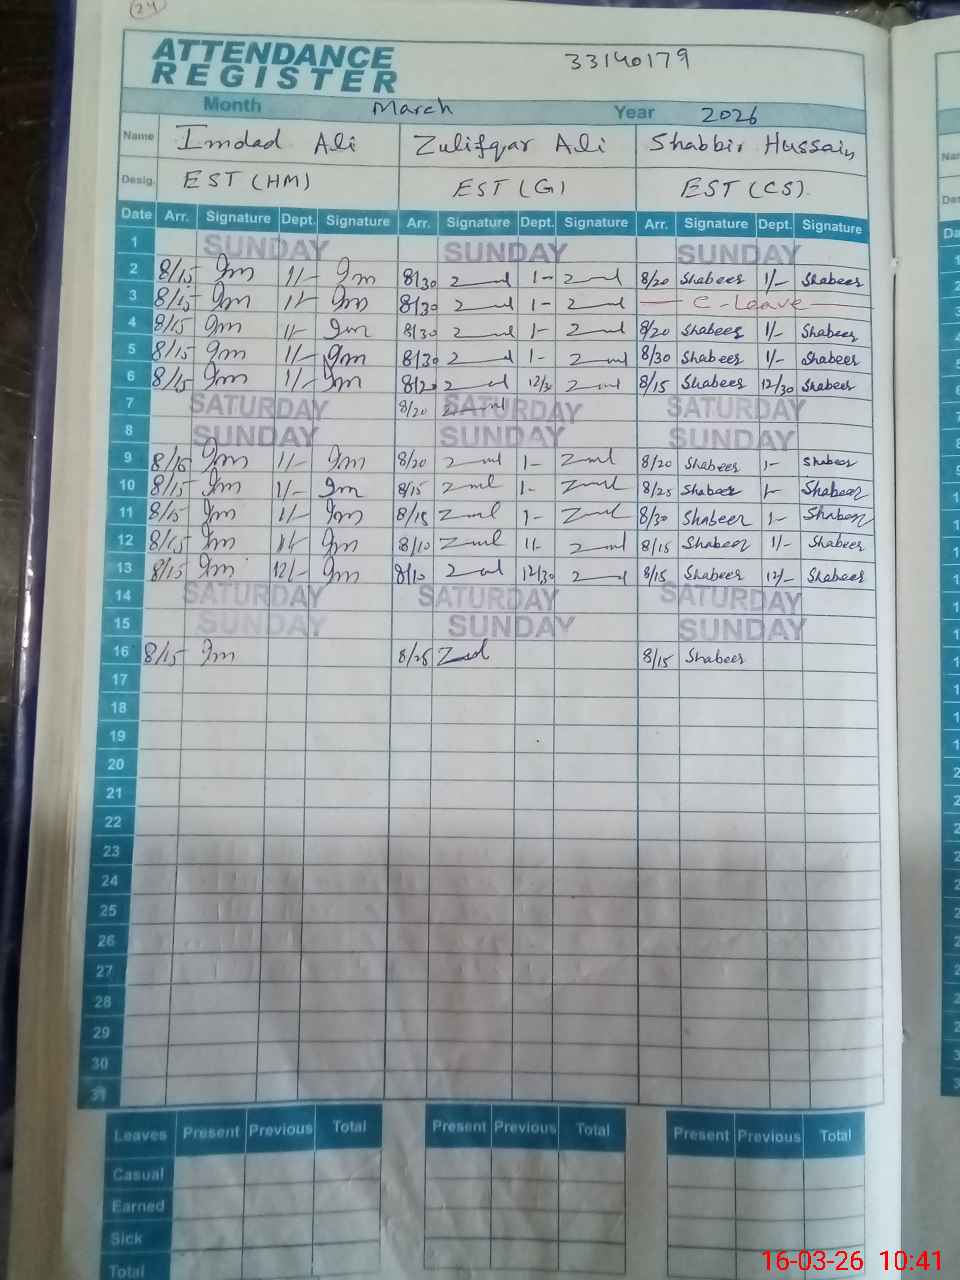 24
ATTENDANCE
REGISTER
33140179
Month March Year 2026
Name Imdad Ali Zulifqar Ali Shabbir Hussain
Desig. EST (HM) EST (G) EST (CS).
Date Arr. Signature Dept. Signature Arr. Signature Dept. Signature Arr. Signature Dept. Signature
1 SUNDAY SUNDAY SUNDAY
2 8/15 1/- 8/30 1- 8/20 Shabeer 1/- Shabeer
3 8/15 1/- 8/30 1- C-Leave
4 8/15 1/- 8/30 1- 8/20 Shabeer 1/- Shabeer
5 8/15 1/- 8/30 1- 8/30 Shabeer 1/- Shabeer
6 8/15 1/- 8/20 12/30 8/15 Shabeer 12/30 Shabeer
7 SATURDAY 8/20 SATURDAY SATURDAY
8 SUNDAY SUNDAY SUNDAY
9 8/15 1/- 8/20 1- 8/20 Shabeer 1- Shabeer
10 8/15 1/- 8/15 1- 8/25 Shabeer 1- Shabeer
11 8/15 1/- 8/15 1- 8/30 Shabeer 1- Shabeer
12 8/15 1/- 8/10 1/- 8/15 Shabeer 1/- Shabeer
13 8/15 12/- 8/10 12/30 8/15 Shabeer 12/- Shabeer
14 SATURDAY SATURDAY SATURDAY
15 SUNDAY SUNDAY SUNDAY
16 8/15 8/25 8/15 Shabeer
17
18
19
20
21
22
23
24
25
26
27
28
29
30
31
Leaves Present Previous Total Present Previous Total Present Previous Total
Casual
Earned
Sick
Total
16-03-26 10:41